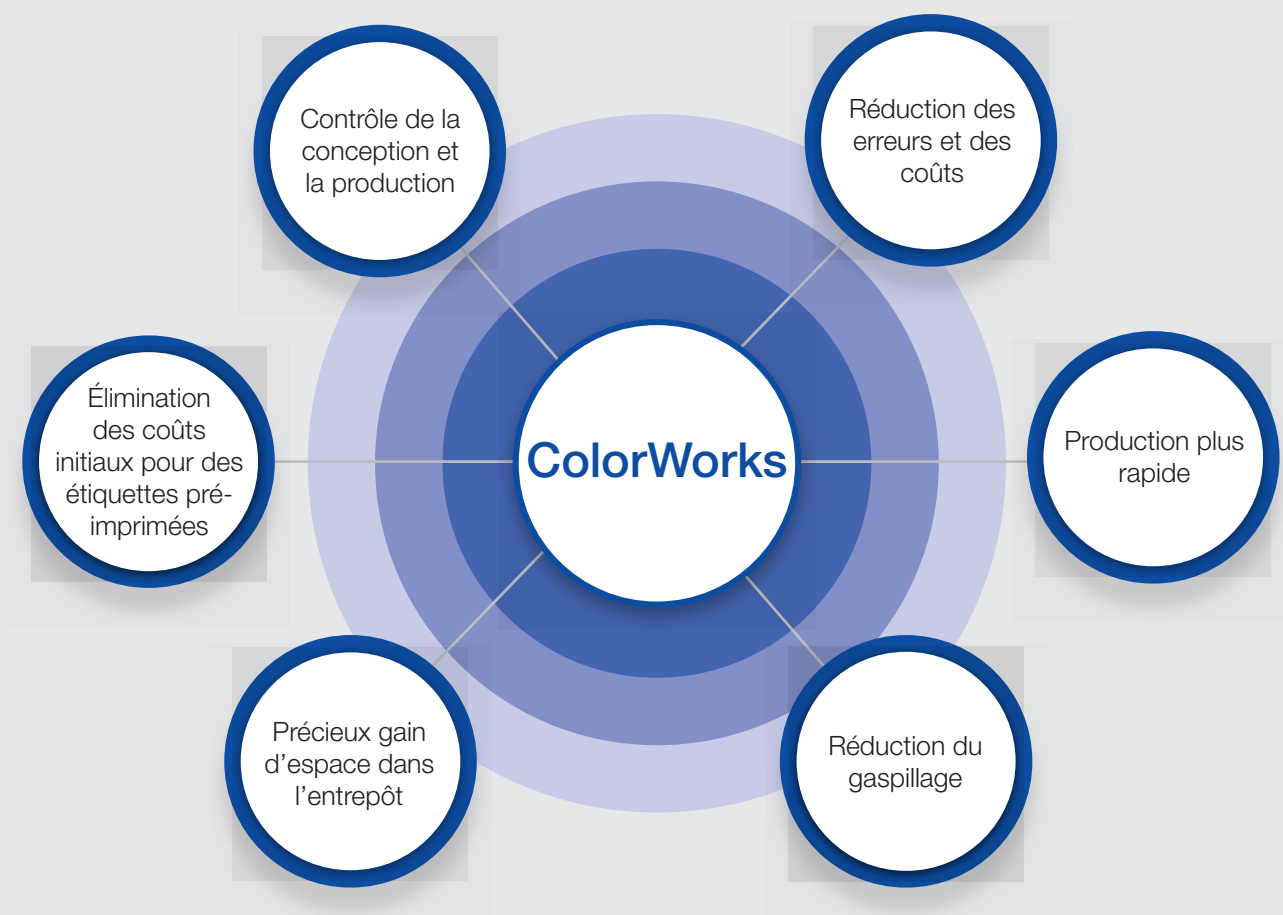 Contrôle de la
conception et
la production
Réduction des
erreurs et des
coûts
Élimination
des coûts
initiaux pour des
étiquettes pré-
imprimées
ColorWorks
Production plus
rapide
Précieux gain
d’espace dans
l’entrepôt
Réduction du
gaspillage